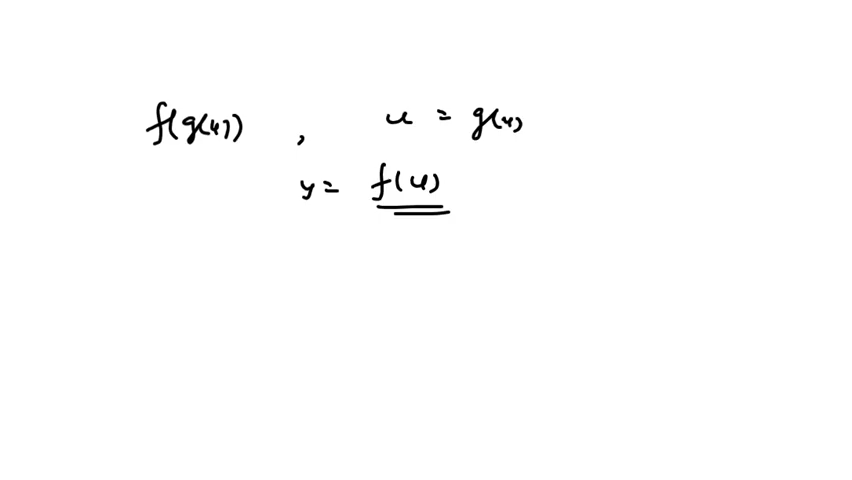 f(g(x)) , u = g(x)
y = f(u)